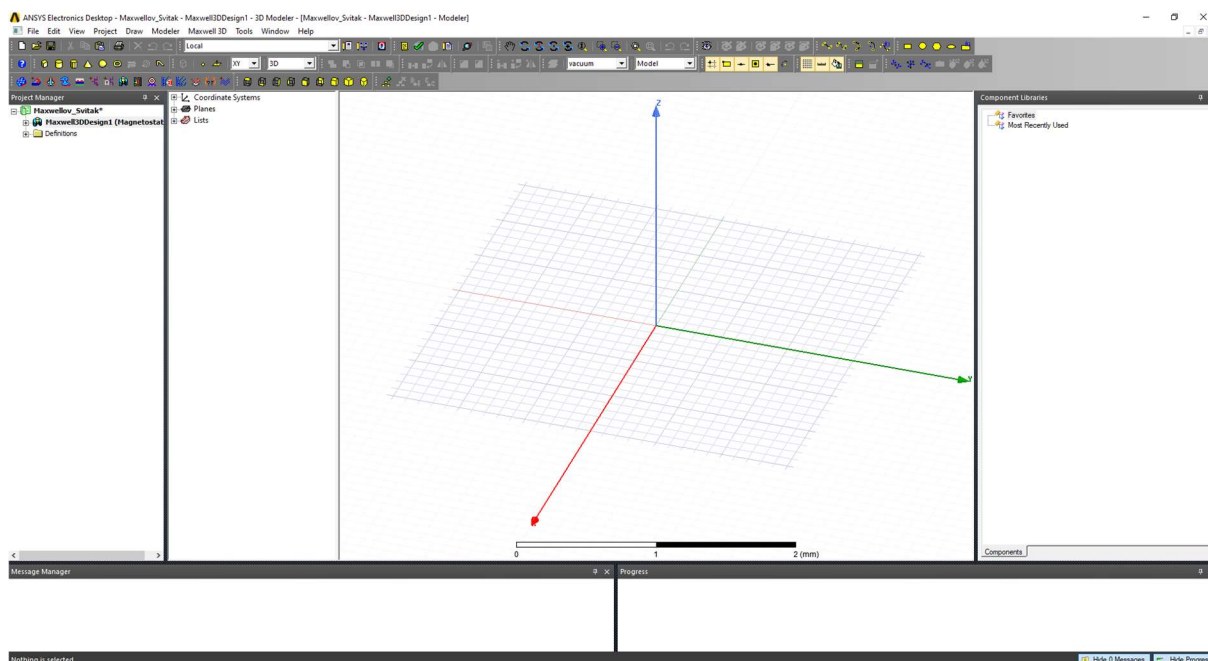 ANSYS Electronics Desktop - Maxwellov_Svitak - Maxwell3DDesign1 - 3D Modeler - [Maxwellov_Svitak - Maxwell3DDesign1 - Modeler]
File Edit View Project Draw Modeler Maxwell 3D Tools Window Help
Local
XY 3D vacuum Model
Project Manager
Maxwellov_Svitak*
Maxwell3DDesign1 (Magnetostat
Definitions
Coordinate Systems
Planes
Lists
Z
Y
0 1 2 (mm)
Component Libraries
Favorites
Most Recently Used
Components
Message Manager
Progress
Nothing is selected
Hide 0 Messages Hide Progres